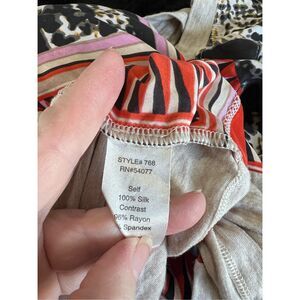 STYLE# 768
RN#54077
Self
100% Silk
Contrast
96% Rayon
Spandex